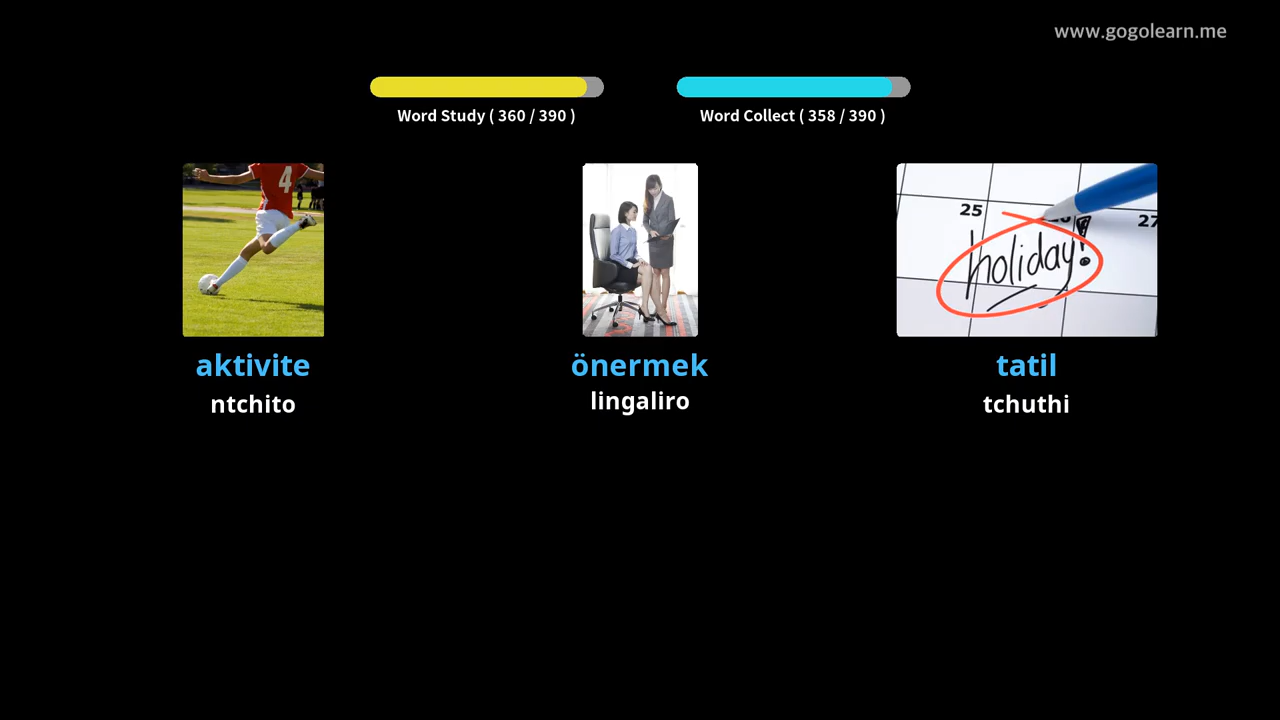 www.gogolearn.me
Word Study ( 360 / 390 )
Word Collect ( 358 / 390 )
25
27
holiday!
aktivite
önermek
tatil
ntchito
lingaliro
tchuthi
4